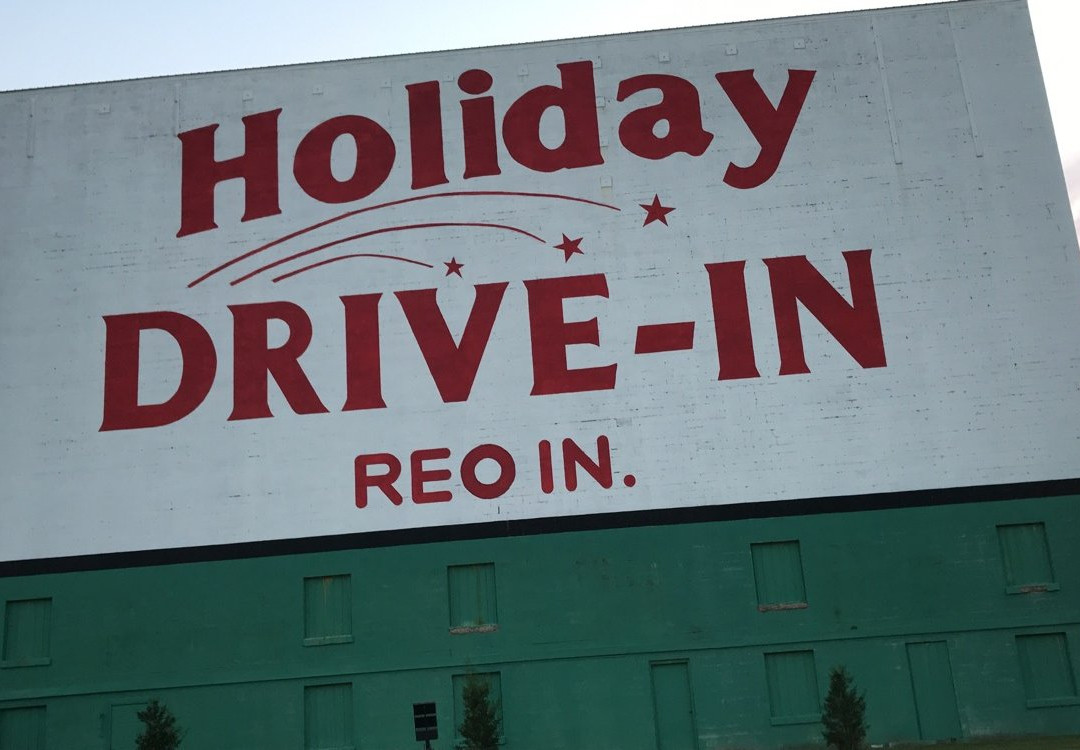 Holiday
DRIVE-IN
REO IN.